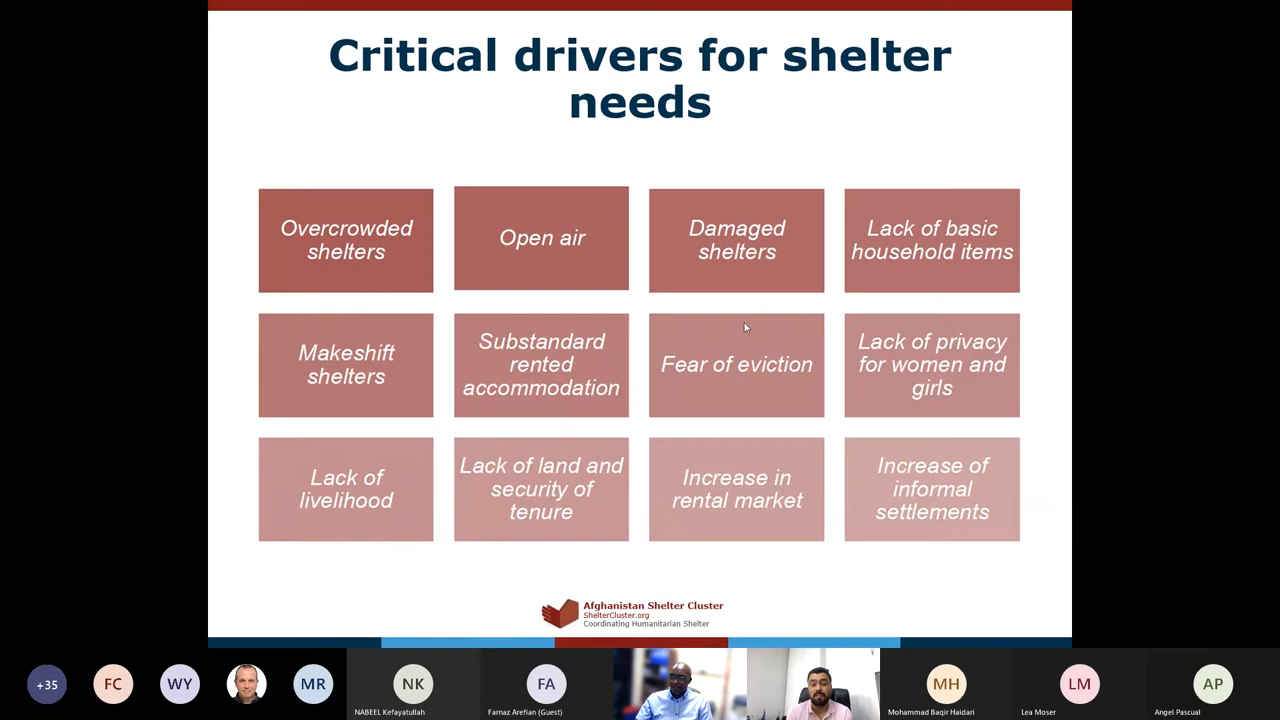 Critical drivers for shelter
needs
Overcrowded
shelters
Open air
Damaged
shelters
Lack of basic
household items
Makeshift
shelters
Substandard
rented
accommodation
Fear of eviction
Lack of privacy
for women and
girls
Lack of
livelihood
Lack of land and
security of
tenure
Increase in
rental market
Increase of
informal
settlements
Afghanistan Shelter Cluster
ShelterCluster.org
Coordinating Humanitarian Shelter
+35
FC
WY
MR
NK
FA
MH
LM
AP
NABEEL Kefayatullah
Farnaz Arefian (Guest)
Mohammad Baqir Haidari
Lea Moser
Angel Pascual